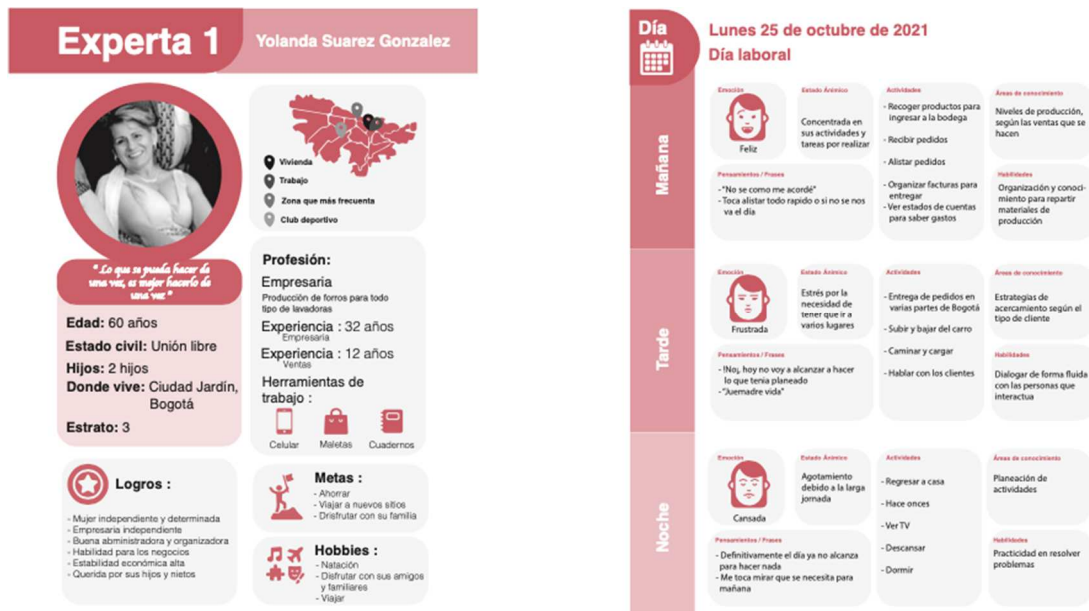 Experta 1
Yolanda Suarez Gonzalez
Vivienda
Trabajo
Zona que más frecuenta
Club deportivo
" Lo que se pueda hacer de
una vez, es mejor hacerlo de
una vez "
Edad: 60 años
Estado civil: Unión libre
Hijos: 2 hijos
Donde vive: Ciudad Jardín,
Bogotá
Estrato: 3
Profesión:
Empresaria
Producción de forros para todo
tipo de lavadoras
Experiencia : 32 años
Empresaria
Experiencia : 12 años
Ventas
Herramientas de
trabajo :
Celular
Maletas
Cuadernos
Logros :
- Mujer independiente y determinada
- Empresaria independiente
- Buena abministradora y organizadora
- Habilidad para los negocios
- Estabilidad económica alta
- Querida por sus hijos y nietos
Metas :
- Ahorrar
- Viajar a nuevos sitios
- Drisfrutar con su familia
Hobbies :
- Natación
- Disfrutar con sus amigos
y familiares
- Viajar
Día
Lunes 25 de octubre de 2021
Día laboral
Mañana
Emoción
Feliz
Estado Ánimico
Concentrada en
sus actividades y
tareas por realizar
Actividades
- Recoger productos para
ingresar a la bodega
- Recibir pedidos
- Alistar pedidos
- Organizar facturas para
entregar
- Ver estados de cuentas
para saber gastos
Áreas de conocimiento
Niveles de producción,
según las ventas que se
hacen
Pensamientos / Frases
-"No se como me acordé"
- Toca alistar todo rapido o si no se nos
va el día
Habilidades
Organización y conoci-
miento para repartir
materiales de
producción
Tarde
Emoción
Frustrada
Estado Ánimico
Estrés por la
necesidad de
tener que ir a
varios lugares
Actividades
- Entrega de pedidos en
varias partes de Bogotá
- Subir y bajar del carro
- Caminar y cargar
- Hablar con los clientes
Áreas de conocimiento
Estrategias de
acercamiento según el
tipo de cliente
Pensamientos / Frases
- !Noj, hoy no voy a alcanzar a hacer
lo que tenia planeado
- "Juemadre vida"
Habilidades
Dialogar de forma fluida
con las personas que
interactua
Noche
Emoción
Cansada
Estado Ánimico
Agotamiento
debido a la larga
jornada
Actividades
- Regresar a casa
- Hace onces
- Ver TV
- Descansar
- Dormir
Áreas de conocimiento
Planeación de
actividades
Pensamientos / Frases
- Definitivamente el día ya no alcanza
para hacer nada
- Me toca mirar que se necesita para
mañana
Habilidades
Practicidad en resolver
problemas